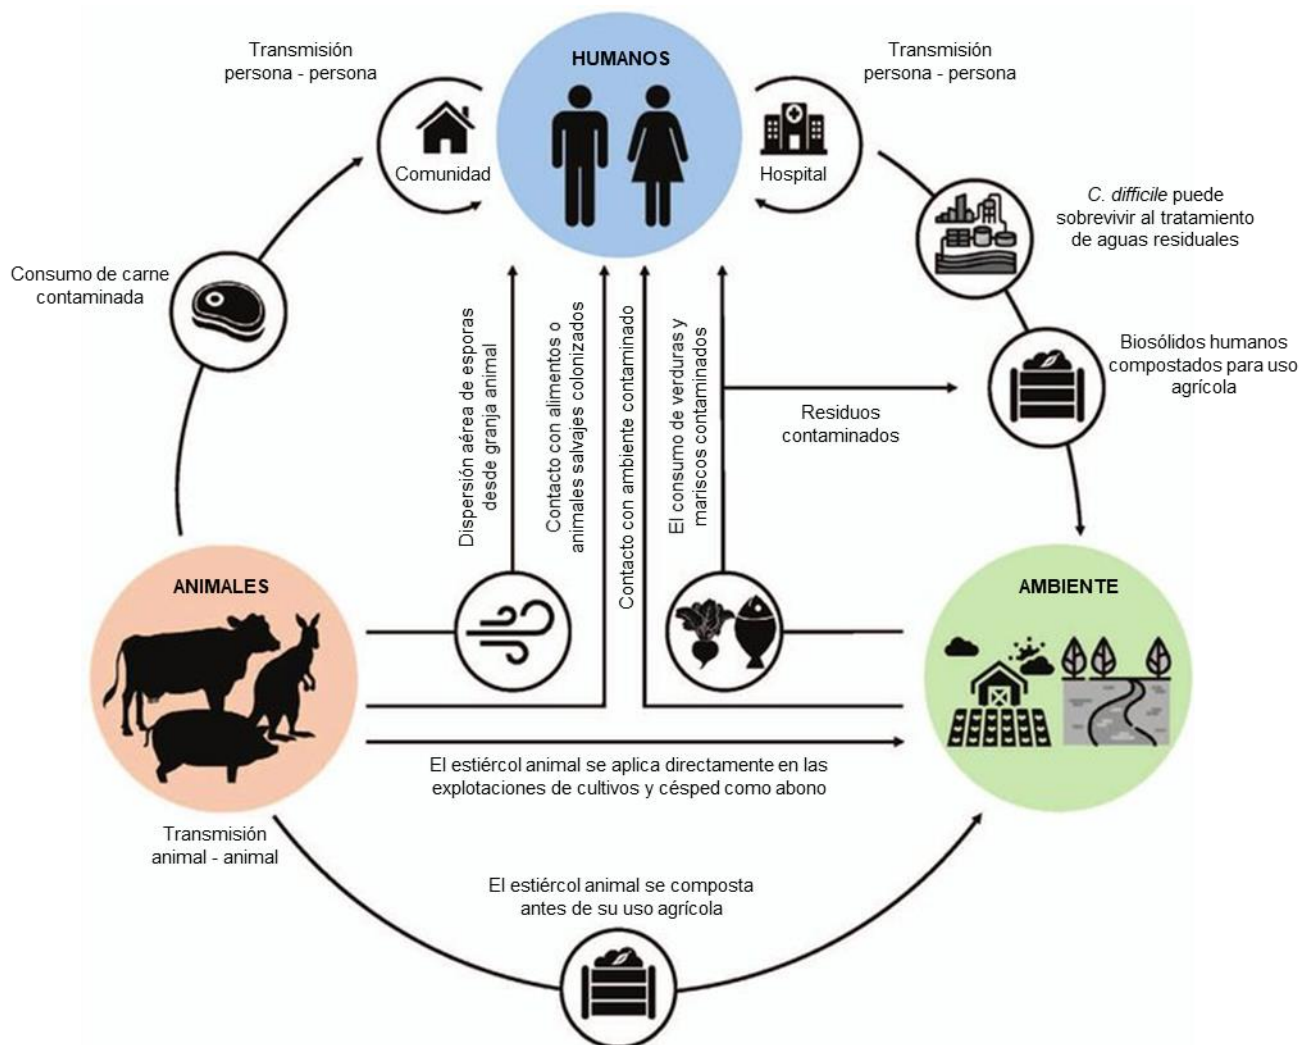 Transmisión
persona - persona
HUMANOS
Transmisión
persona - persona
Comunidad
Hospital
C. difficile puede
sobrevivir al tratamiento
de aguas residuales
Consumo de carne
contaminada
Biosólidos humanos
compostados para uso
agrícola
Dispersión aérea de esporas
desde granja animal
Contacto con alimentos o
animales salvajes colonizados
Contacto con ambiente contaminado
El consumo de verduras y
mariscos contaminados
Residuos
contaminados
ANIMALES
AMBIENTE
El estiércol animal se aplica directamente en las
explotaciones de cultivos y césped como abono
Transmisión
animal - animal
El estiércol animal se composta
antes de su uso agrícola